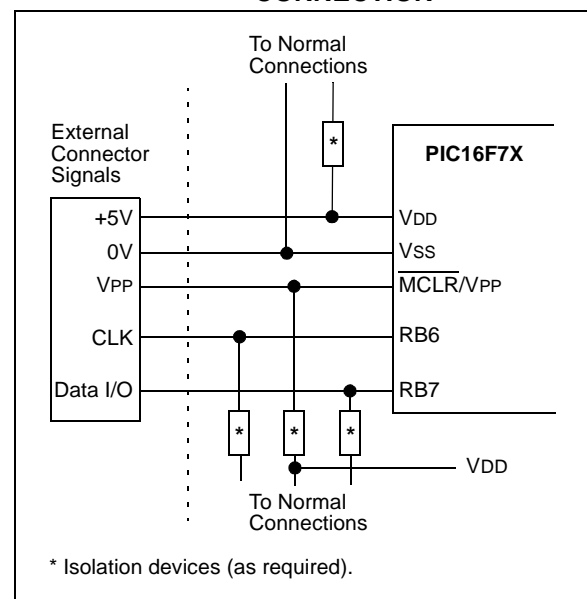 CONNECTION
To Normal
Connections
External
Connector
Signals
*
PIC16F7X
+5V
VDD
0V
VSS
VPP
MCLR/VPP
CLK
RB6
Data I/O
RB7
* * *
VDD
To Normal
Connections
* Isolation devices (as required).